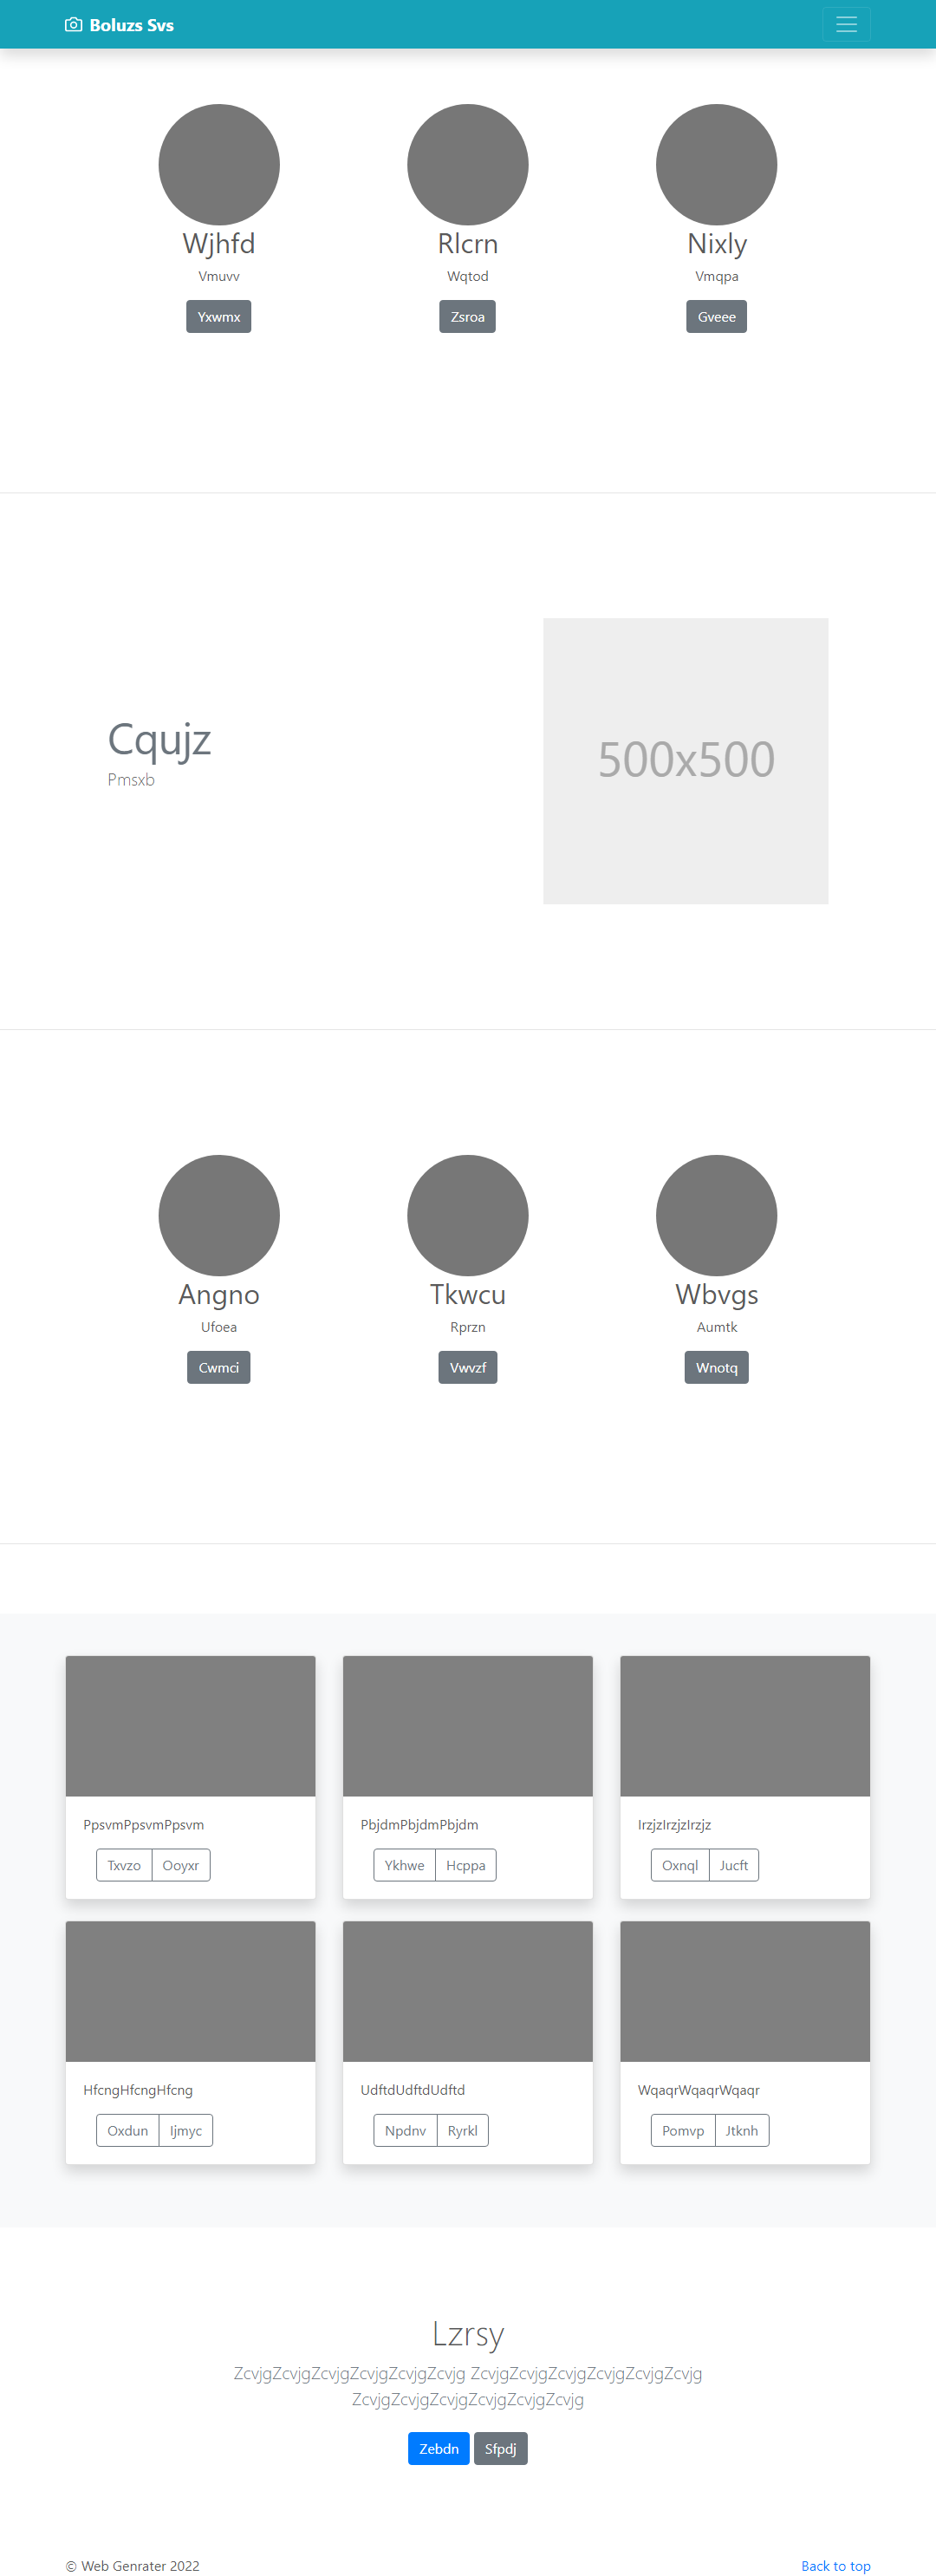 Boluzs Svs
Wjhfd Rlcrn Nixly
Vmuvv Wqtod Vmqpa
Yxwmx Zsroa Gveee
Cqujz
Pmsxb
500x500
Angno Tkwcu Wbvgs
Ufoea Rprzn Aumtk
Cwmci Vwvzf Wnotq
PpsvmPpsvmPpsvm PbjdmPbjdmPbjdm IrzjzIrzjzIrzjz
Txvzo Ooyxr Ykhwe Hcppa Oxnql Jucft
HfcngHfcngHfcng UdftdUdftdUdftd WqaqrWqaqrWqaqr
Oxdun Ijmyc Npdnv Ryrkl Pomvp Jtknh
Lzrsy
ZcvjgZcvjgZcvjgZcvjgZcvjgZcvjg ZcvjgZcvjgZcvjgZcvjgZcvjgZcvjg
ZcvjgZcvjgZcvjgZcvjgZcvjgZcvjg
Zebdn Sfpdj
© Web Genrater 2022 Back to top